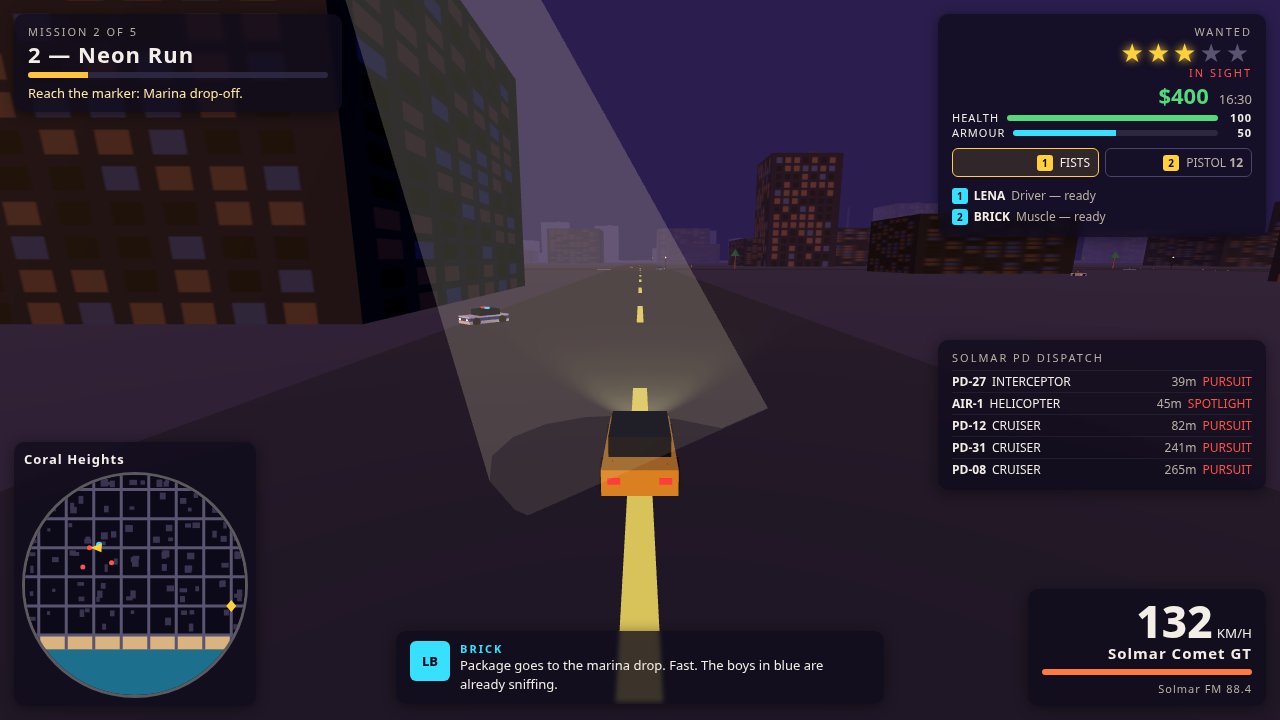 MISSION 2 OF 5
2 — Neon Run
Reach the marker: Marina drop-off.
WANTED
★★★★★
IN SIGHT
$400 16:30
HEALTH 100
ARMOUR 50
1 FISTS 2 PISTOL 12
1 LENA Driver — ready
2 BRICK Muscle — ready
SOLMAR PD DISPATCH
PD-27 INTERCEPTOR 39m PURSUIT
AIR-1 HELICOPTER 45m SPOTLIGHT
PD-12 CRUISER 82m PURSUIT
PD-31 CRUISER 241m PURSUIT
PD-08 CRUISER 265m PURSUIT
Coral Heights
LB
BRICK
Package goes to the marina drop. Fast. The boys in blue are
already sniffing.
132 KM/H
Solmar Comet GT
Solmar FM 88.4